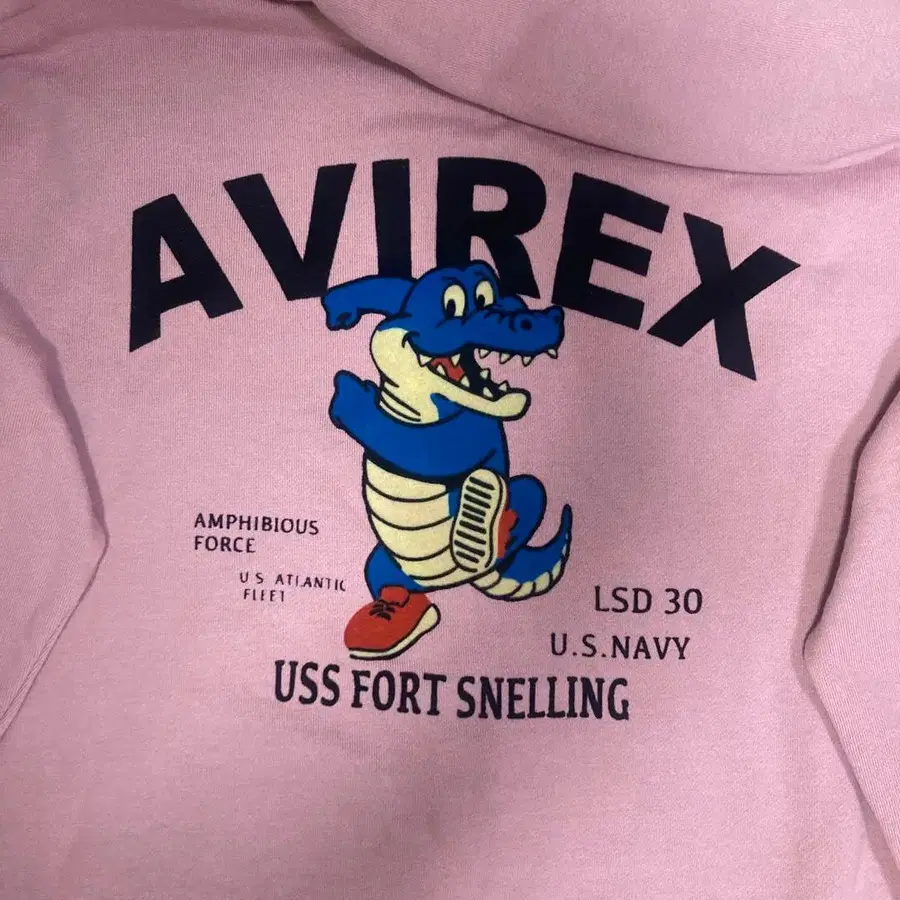 AVIREX
AMPHIBIOUS
FORCE
U S ATLANTIC
FLEET
LSD 30
U.S.NAVY
USS FORT SNELLING